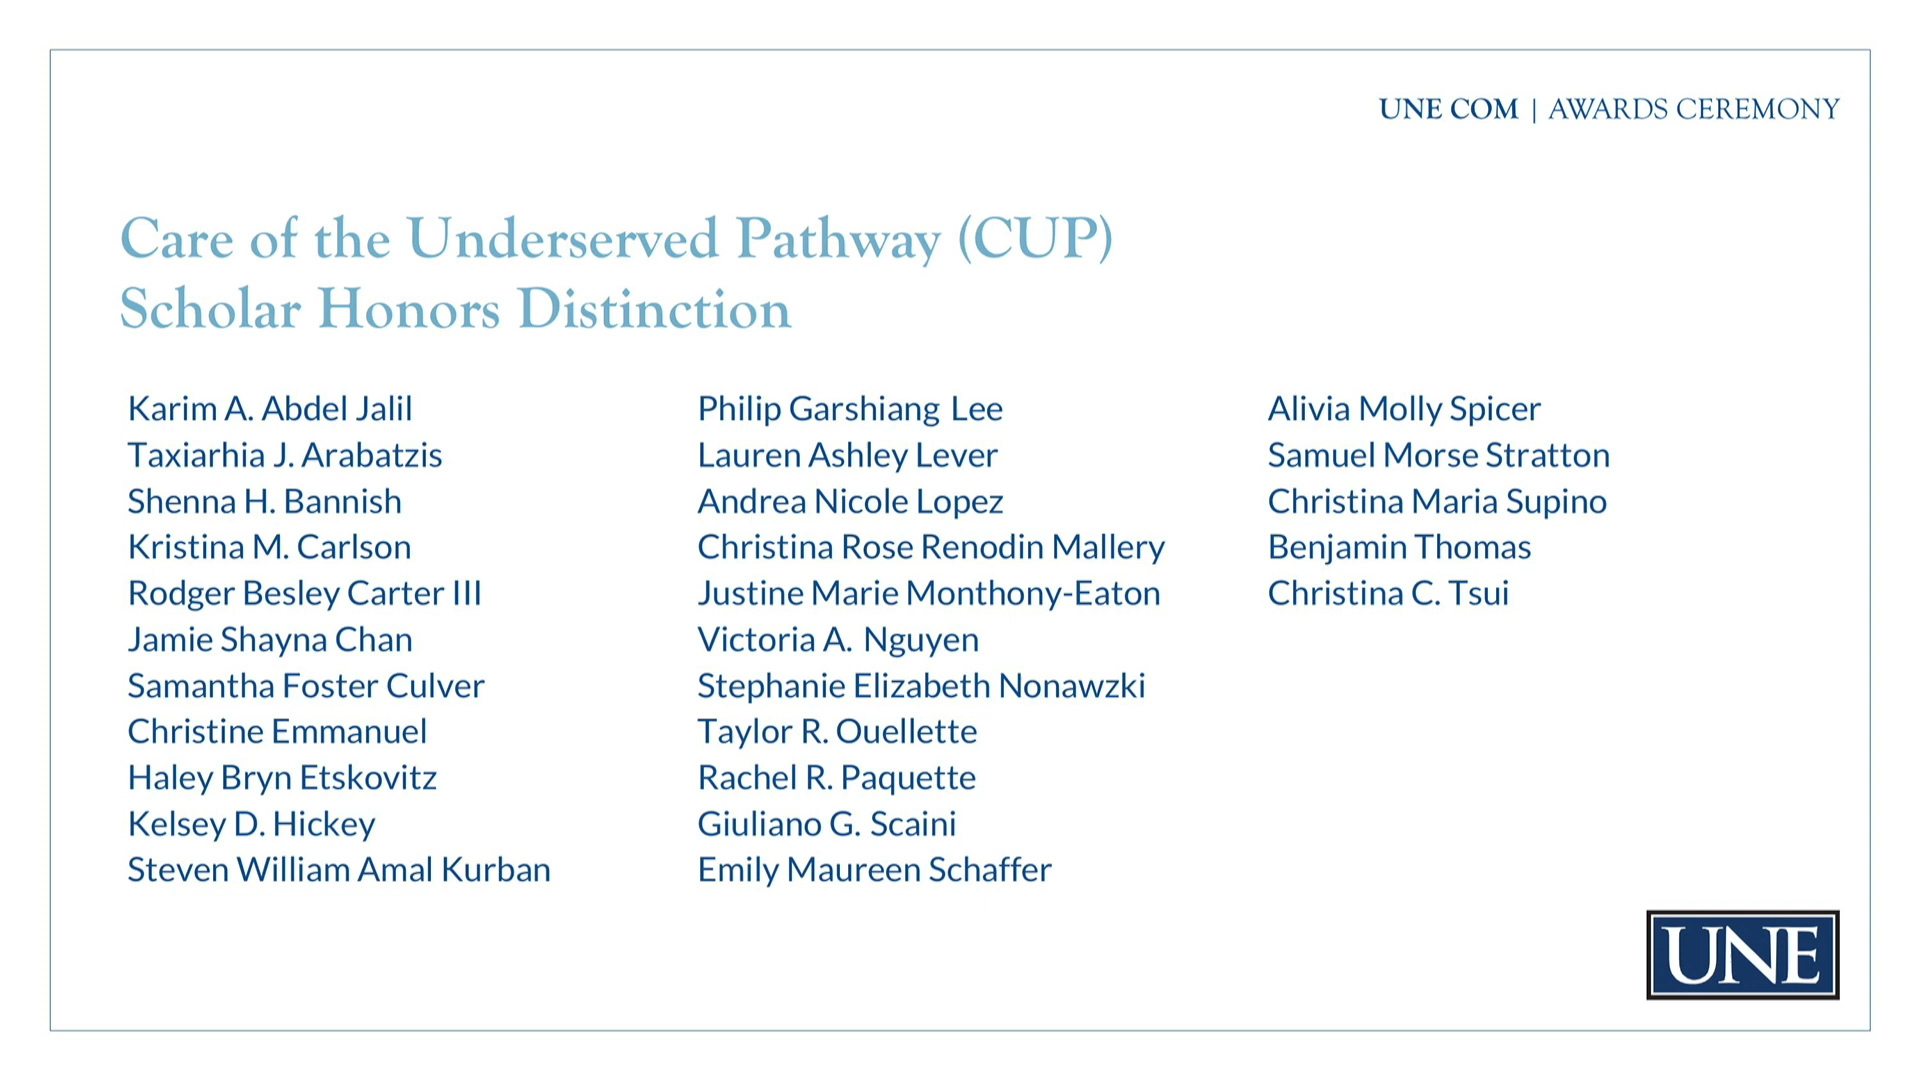 UNE COM | AWARDS CEREMONY
Care of the Underserved Pathway (CUP)
Scholar Honors Distinction
Karim A. Abdel Jalil
Taxiarhia J. Arabatzis
Shenna H. Bannish
Kristina M. Carlson
Rodger Besley Carter III
Jamie Shayna Chan
Samantha Foster Culver
Christine Emmanuel
Haley Bryn Etskovitz
Kelsey D. Hickey
Steven William Amal Kurban
Philip Garshiang Lee
Lauren Ashley Lever
Andrea Nicole Lopez
Christina Rose Renodin Mallery
Justine Marie Monthony-Eaton
Victoria A. Nguyen
Stephanie Elizabeth Nonawzki
Taylor R. Ouellette
Rachel R. Paquette
Giuliano G. Scaini
Emily Maureen Schaffer
Alivia Molly Spicer
Samuel Morse Stratton
Christina Maria Supino
Benjamin Thomas
Christina C. Tsui
UNE